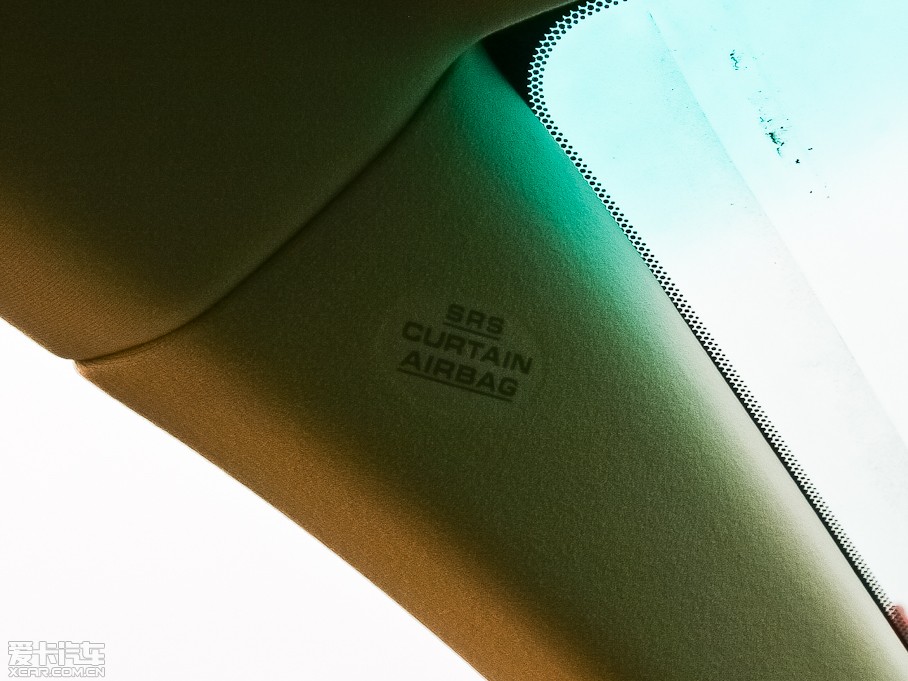 SRS
CURTAIN
AIRBAG
爱卡汽车
XCAR.COM.CN